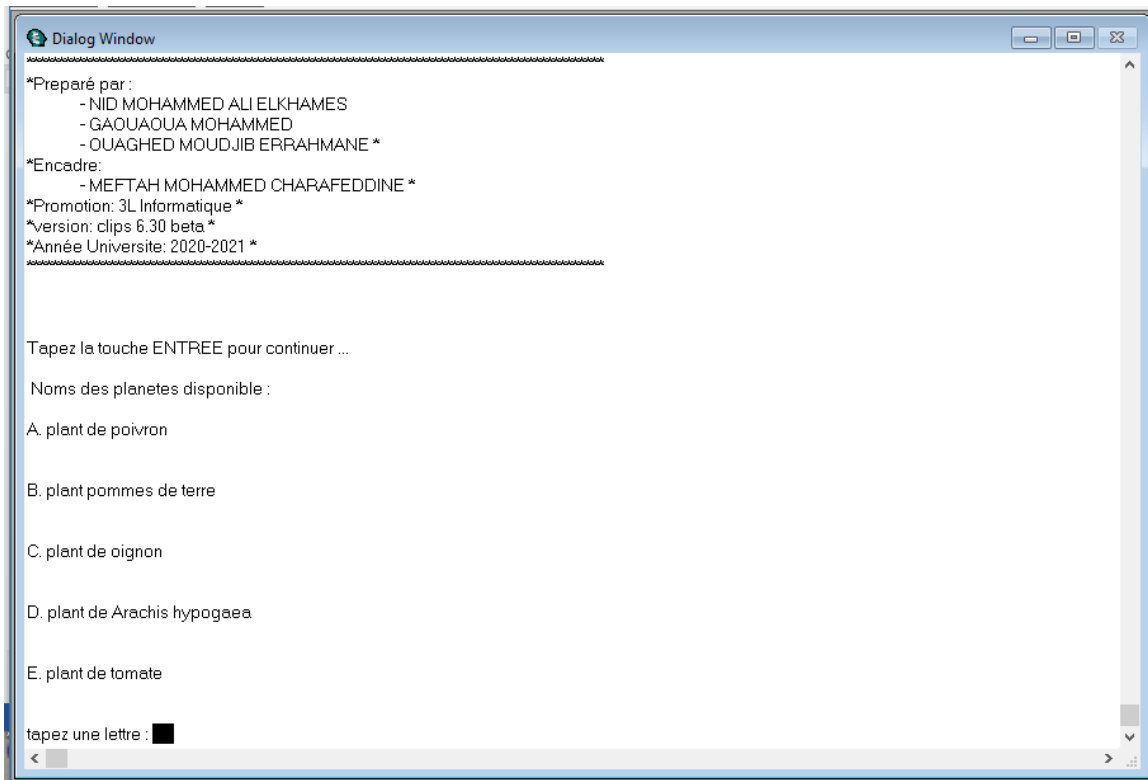 Dialog Window
*Preparé par :
- NID MOHAMMED ALI ELKHAMES
- GAOUAOUA MOHAMMED
- OUAGHED MOUDJIB ERRAHMANE *
*Encadre:
- MEFTAH MOHAMMED CHARAFEDDINE *
*Promotion: 3L Informatique *
*version: clips 6.30 beta *
*Année Universite: 2020-2021 *
Tapez la touche ENTREE pour continuer ...
Noms des planetes disponible :
A. plant de poivron
B. plant pommes de terre
C. plant de oignon
D. plant de Arachis hypogaea
E. plant de tomate
tapez une lettre :